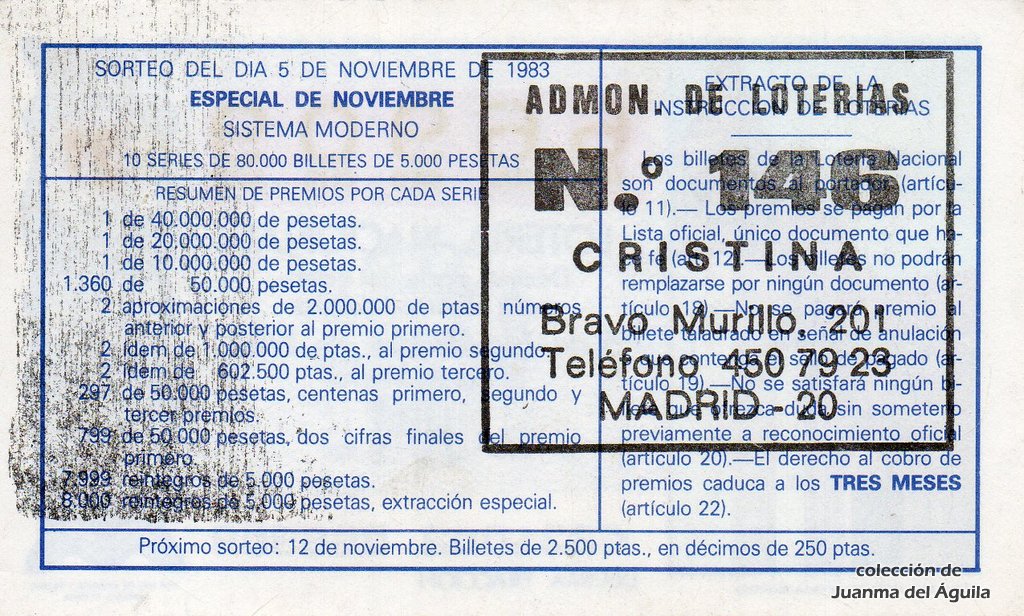 SORTEO DEL DIA 5 DE NOVIEMBRE DE 1983
ESPECIAL DE NOVIEMBRE
SISTEMA MODERNO
10 SERIES DE 80.000 BILLETES DE 5.000 PESETAS
RESUMEN DE PREMIOS POR CADA SERIE
1 de 40.000.000 de pesetas.
1 de 20.000.000 de pesetas.
1 de 10.000.000 de pesetas.
1.360 de 50.000 pesetas.
2 aproximaciones de 2.000.000 de ptas. números
anterior y posterior al premio primero.
2 idem de 1.000.000 de ptas., al premio segundo
2 idem de 602.500 ptas., al premio tercero.
297 de 50.000 pesetas, centenas primero, segundo y
tercer premios.
799 de 50.000 pesetas, dos cifras finales del premio
primero
7.999 reintegros de 5.000 pesetas.
8.000 reintegros de 5.000 pesetas, extracción especial.
EXTRACTO DE LA
INSTRUCCION DE LOTERIAS
Los billetes de la Lotería Nacional
son documentos al portador (artícu-
lo 11).— Los premios se pagan por la
Lista oficial, único documento que ha-
ce fe (art. 12).—Los billetes no podrán
remplazarse por ningún documento (ar-
tículo 18).—No se pagará premio al
billete taladrado en señal de anulación
o que contenga el sello de pagado (ar-
tículo 19).—No se satisfará ningún bi-
llete que ofrezca duda sin someterlo
previamente a reconocimiento oficial
(artículo 20).—El derecho al cobro de
premios caduca a los TRES MESES
(artículo 22).
ADMON. DE LOTERIAS
N.º 146
CRISTINA
Bravo Murillo, 201
Teléfono 450 79 23
MADRID-20
Próximo sorteo: 12 de noviembre. Billetes de 2.500 ptas., en décimos de 250 ptas.
colección de
Juanma del Águila